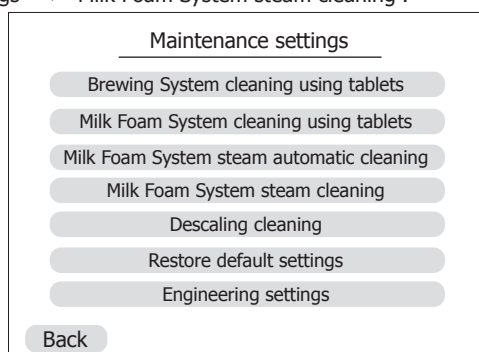 Milk Foam System steam cleaning .
Maintenance settings
Brewing System cleaning using tablets
Milk Foam System cleaning using tablets
Milk Foam System steam automatic cleaning
Milk Foam System steam cleaning
Descaling cleaning
Restore default settings
Engineering settings
Back